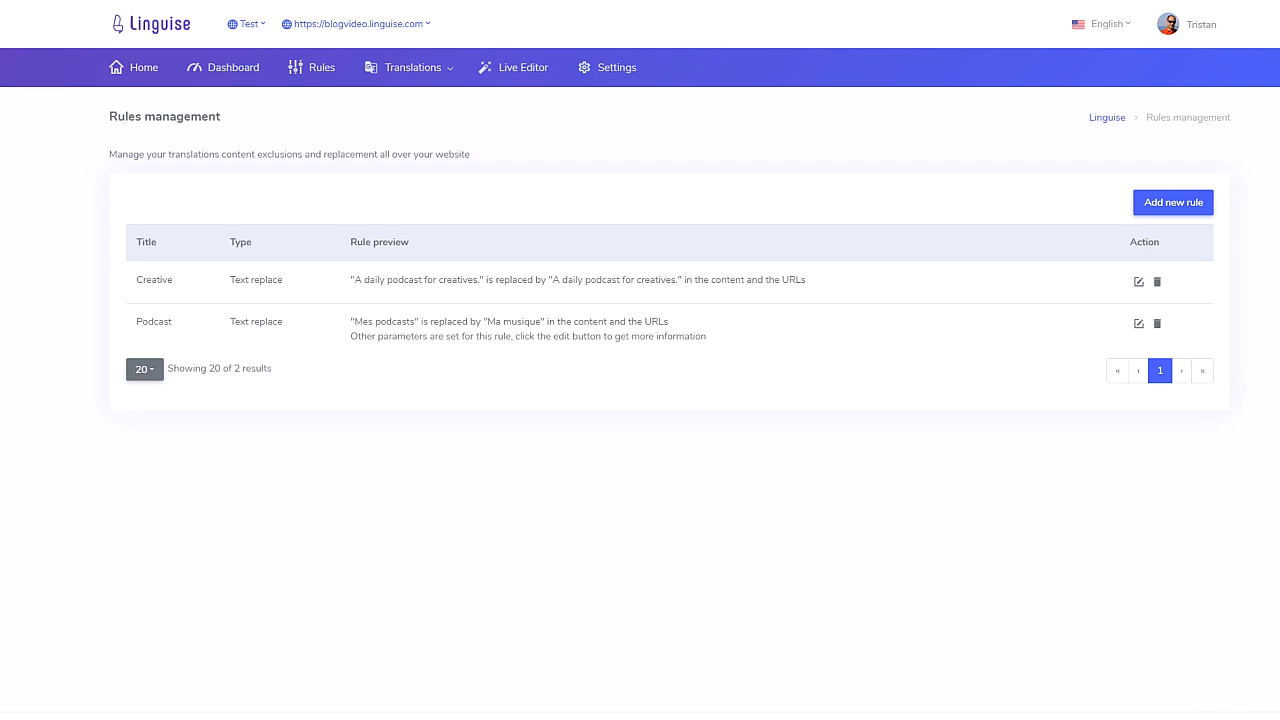 Linguise
Test
https://blogvideo.linguise.com
English
Tristan
Home
Dashboard
Rules
Translations
Live Editor
Settings
Rules management
Linguise > Rules management
Manage your translations content exclusions and replacement all over your website
Add new rule
Title Type Rule preview Action
Creative Text replace "A daily podcast for creatives." is replaced by "A daily podcast for creatives." in the content and the URLs
Podcast Text replace "Mes podcasts" is replaced by "Ma musique" in the content and the URLs
Other parameters are set for this rule, click the edit button to get more information
20 Showing 20 of 2 results
« ‹ 1 › »